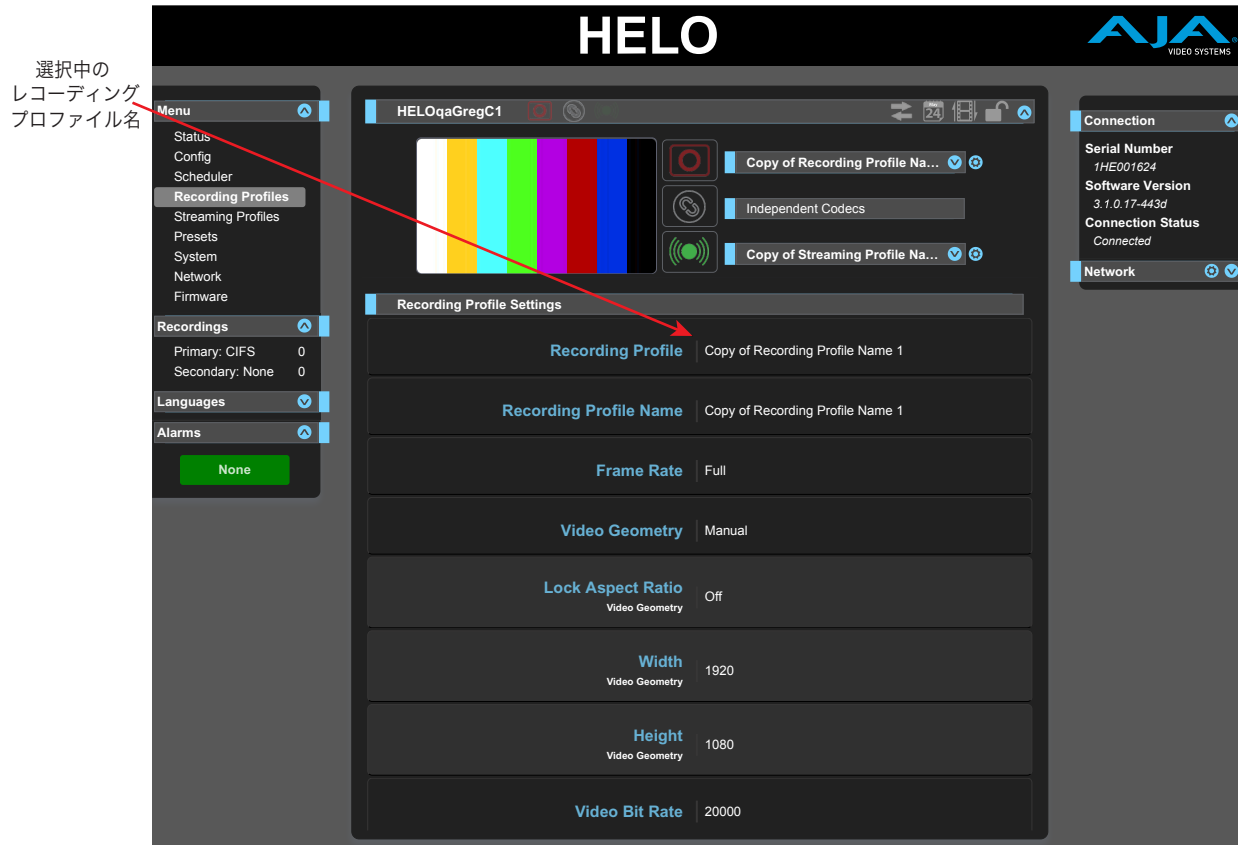 HELO
AJA
VIDEO SYSTEMS
選択中の
レコーディング
プロファイル名
Menu
Status
Config
Scheduler
Recording Profiles
Streaming Profiles
Presets
System
Network
Firmware
Recordings
Primary: CIFS 0
Secondary: None 0
Languages
Alarms
None
HELOqaGregC1
May
24
Copy of Recording Profile Na...
Independent Codecs
Copy of Streaming Profile Na...
Recording Profile Settings
Recording Profile Copy of Recording Profile Name 1
Recording Profile Name Copy of Recording Profile Name 1
Frame Rate Full
Video Geometry Manual
Lock Aspect Ratio Off
Video Geometry
Width 1920
Video Geometry
Height 1080
Video Geometry
Video Bit Rate 20000
Connection
Serial Number
1HE001624
Software Version
3.1.0.17-443d
Connection Status
Connected
Network